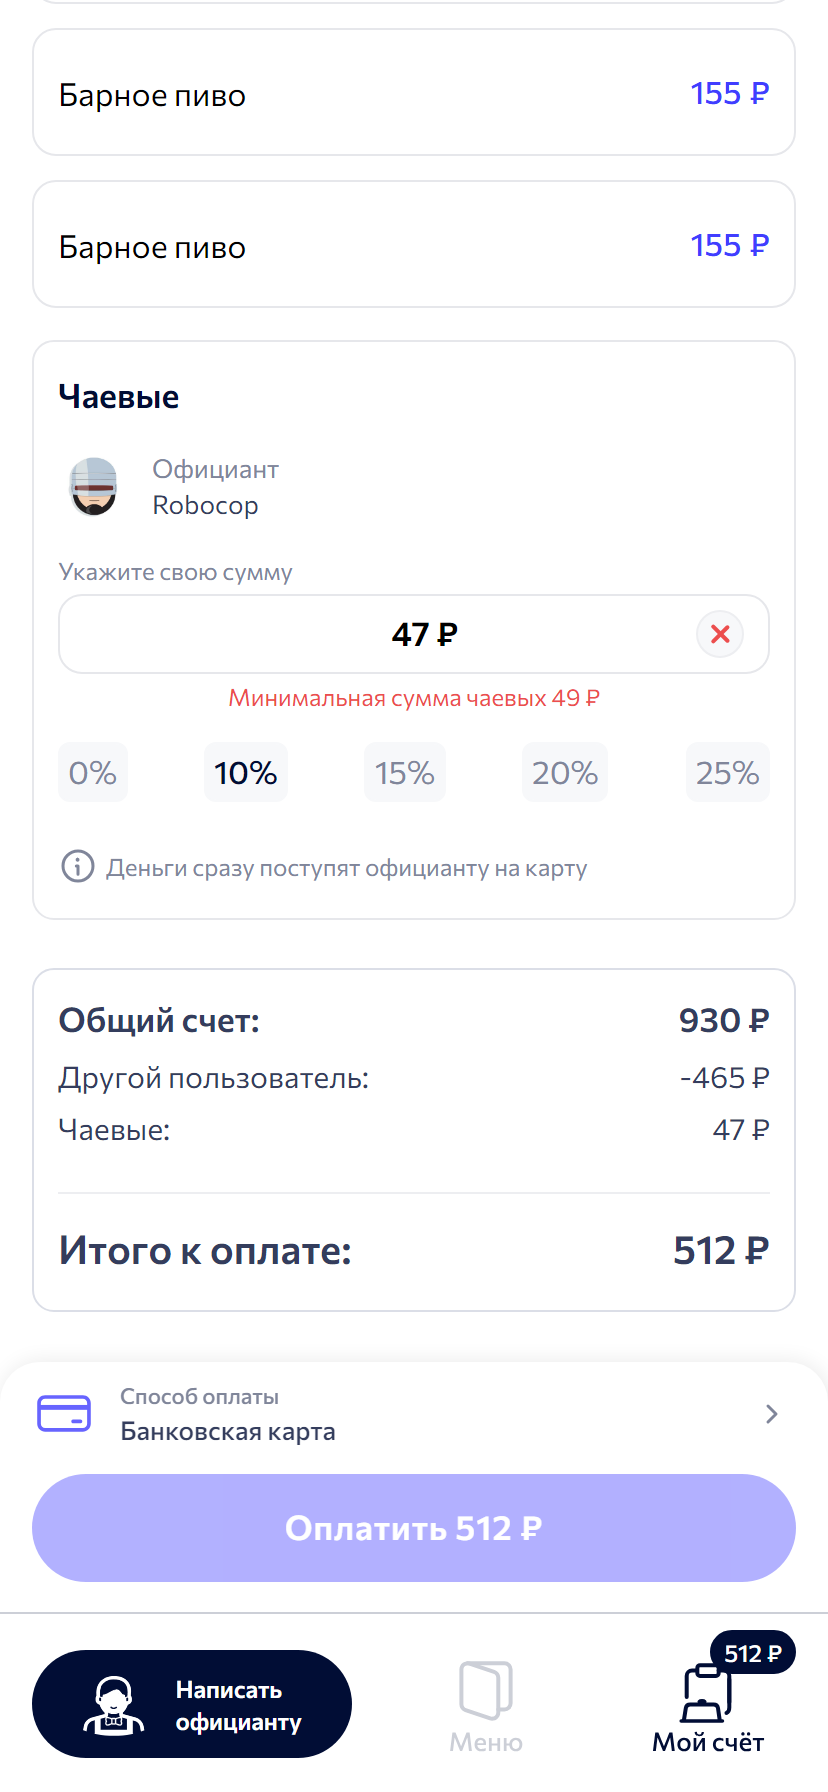 Барное пиво
155 ₽
Барное пиво
155 ₽
Чаевые
Официант
Robocop
Укажите свою сумму
47 ₽
Минимальная сумма чаевых 49 ₽
0% 10% 15% 20% 25%
Деньги сразу поступят официанту на карту
Общий счет: 930 ₽
Другой пользователь: -465 ₽
Чаевые: 47 ₽
Итого к оплате: 512 ₽
Способ оплаты
Банковская карта
Оплатить 512 ₽
Написать
официанту
Меню
512 ₽
Мой счёт